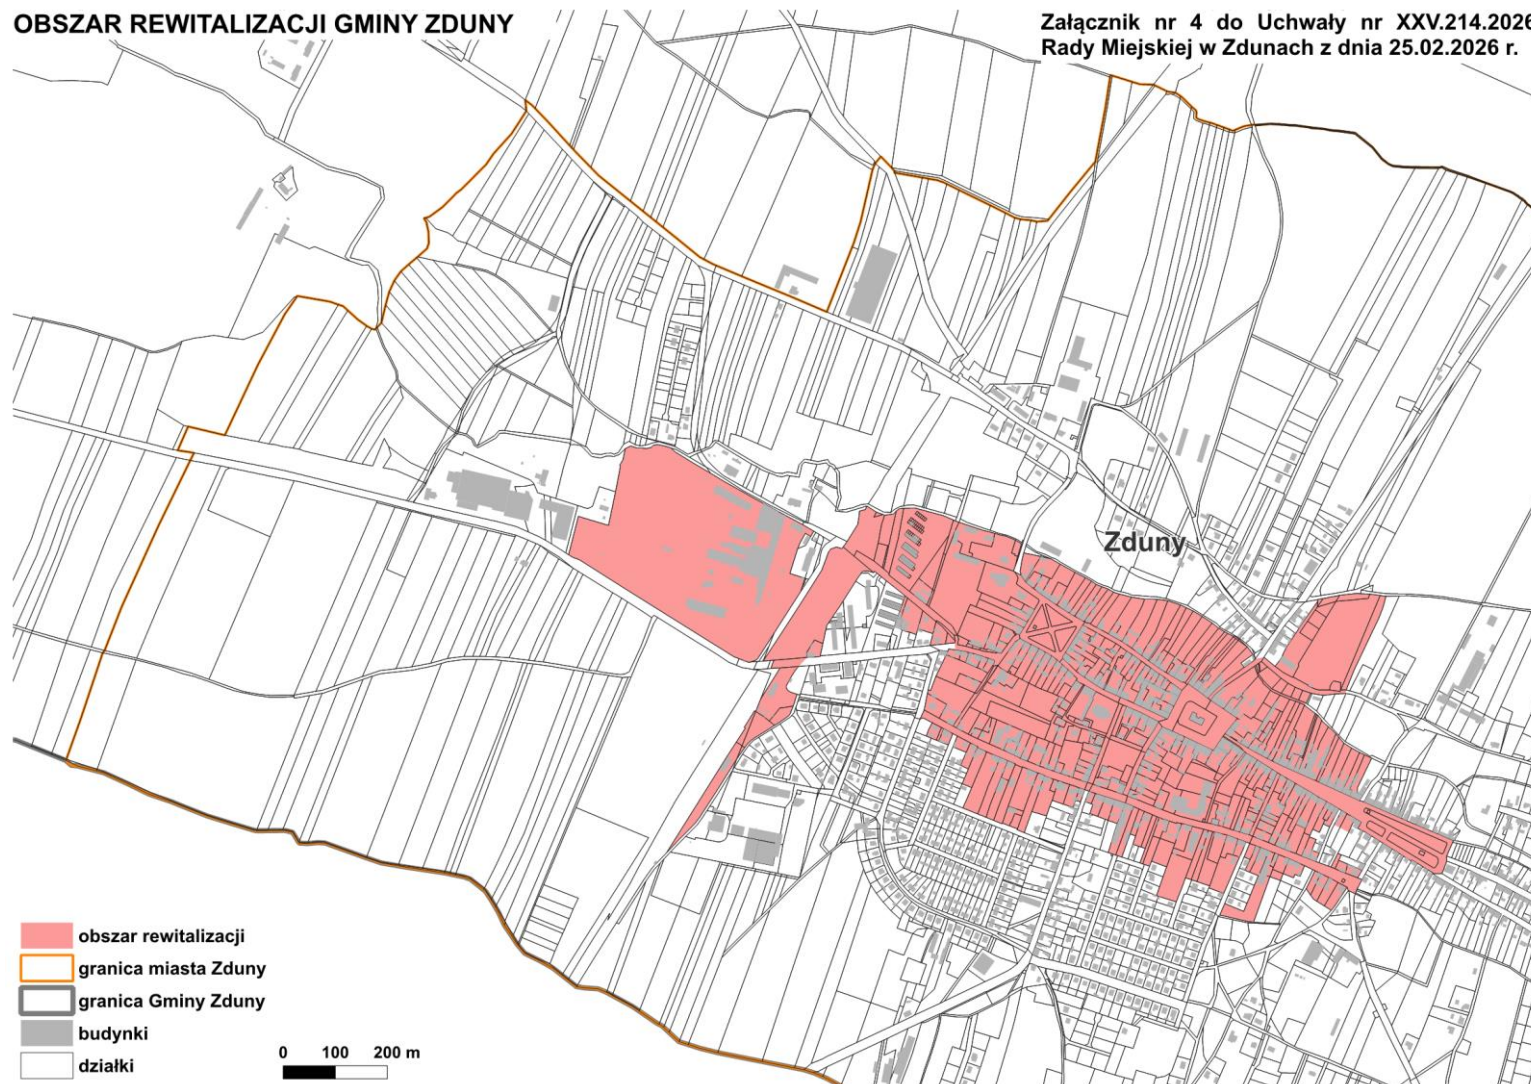 OBSZAR REWITALIZACJI GMINY ZDUNY
Załącznik nr 4 do Uchwały nr XXV.214.2026
Rady Miejskiej w Zdunach z dnia 25.02.2026 r.
Zduny
obszar rewitalizacji
granica miasta Zduny
granica Gminy Zduny
budynki
działki
0 100 200 m